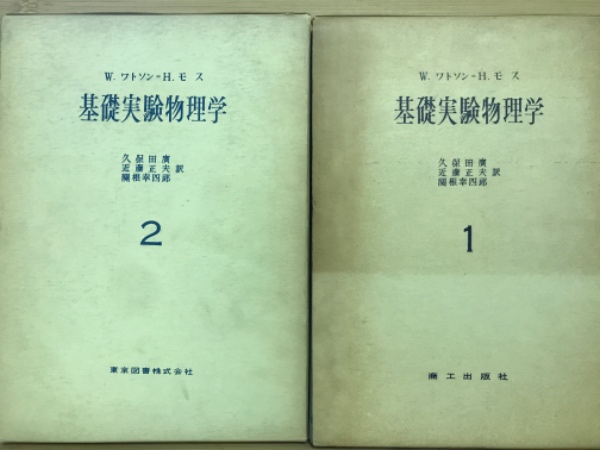 W. ワトソン=H. モス
基礎実験物理学
久保田廣
近藤正夫訳
關根幸四郎
2
東京図書株式会社
W. ワトソン=H. モス
基礎実験物理学
久保田廣
近藤正夫訳
關根幸四郎
1
商工出版社